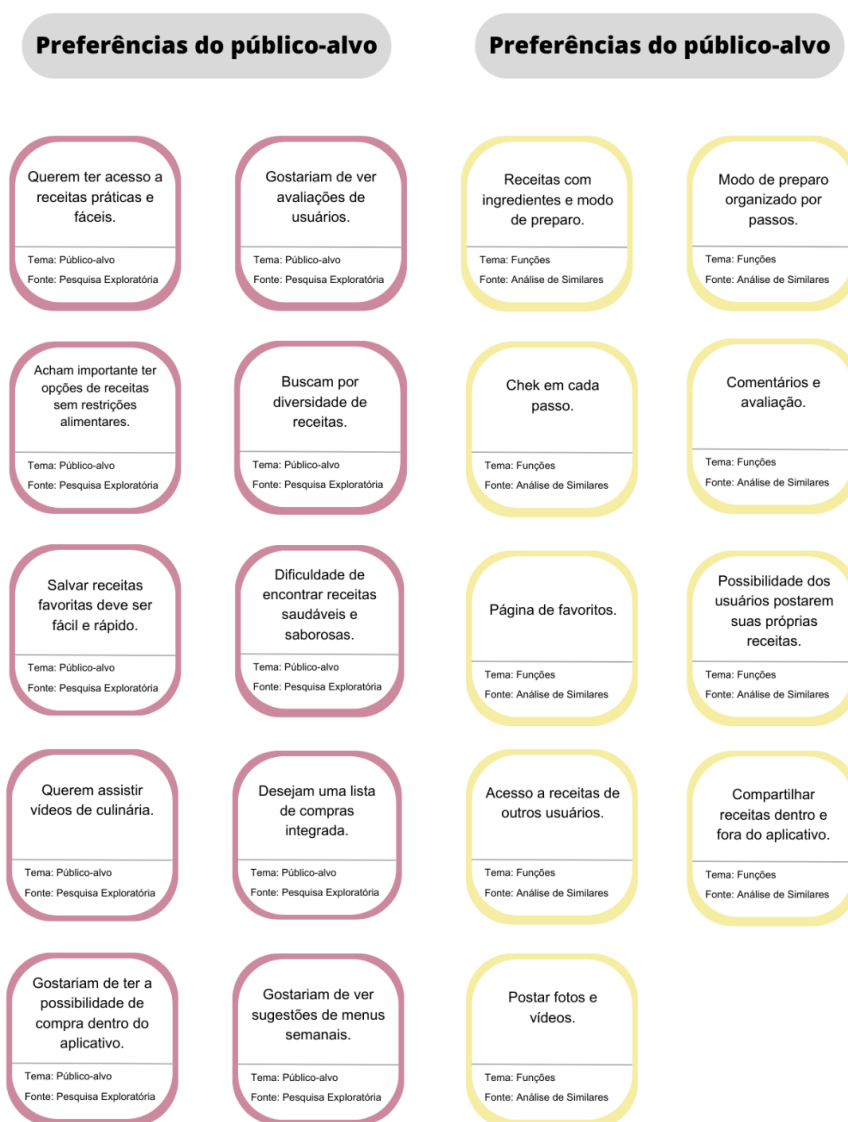 Preferências do público-alvo
Querem ter acesso a
receitas práticas e
fáceis.
Tema: Público-alvo
Fonte: Pesquisa Exploratória
Gostariam de ver
avaliações de
usuários.
Tema: Público-alvo
Fonte: Pesquisa Exploratória
Acham importante ter
opções de receitas
sem restrições
alimentares.
Tema: Público-alvo
Fonte: Pesquisa Exploratória
Buscam por
diversidade de
receitas.
Tema: Público-alvo
Fonte: Pesquisa Exploratória
Salvar receitas
favoritas deve ser
fácil e rápido.
Tema: Público-alvo
Fonte: Pesquisa Exploratória
Dificuldade de
encontrar receitas
saudáveis e
saborosas.
Tema: Público-alvo
Fonte: Pesquisa Exploratória
Querem assistir
vídeos de culinária.
Tema: Público-alvo
Fonte: Pesquisa Exploratória
Desejam uma lista
de compras
integrada.
Tema: Público-alvo
Fonte: Pesquisa Exploratória
Gostariam de ter a
possibilidade de
compra dentro do
aplicativo.
Tema: Público-alvo
Fonte: Pesquisa Exploratória
Gostariam de ver
sugestões de menus
semanais.
Tema: Público-alvo
Fonte: Pesquisa Exploratória
Preferências do público-alvo
Receitas com
ingredientes e modo
de preparo.
Tema: Funções
Fonte: Análise de Similares
Modo de preparo
organizado por
passos.
Tema: Funções
Fonte: Análise de Similares
Chek em cada
passo.
Tema: Funções
Fonte: Análise de Similares
Comentários e
avaliação.
Tema: Funções
Fonte: Análise de Similares
Página de favoritos.
Tema: Funções
Fonte: Análise de Similares
Possibilidade dos
usuários postarem
suas próprias
receitas.
Tema: Funções
Fonte: Análise de Similares
Acesso a receitas de
outros usuários.
Tema: Funções
Fonte: Análise de Similares
Compartilhar
receitas dentro e
fora do aplicativo.
Tema: Funções
Fonte: Análise de Similares
Postar fotos e
vídeos.
Tema: Funções
Fonte: Análise de Similares